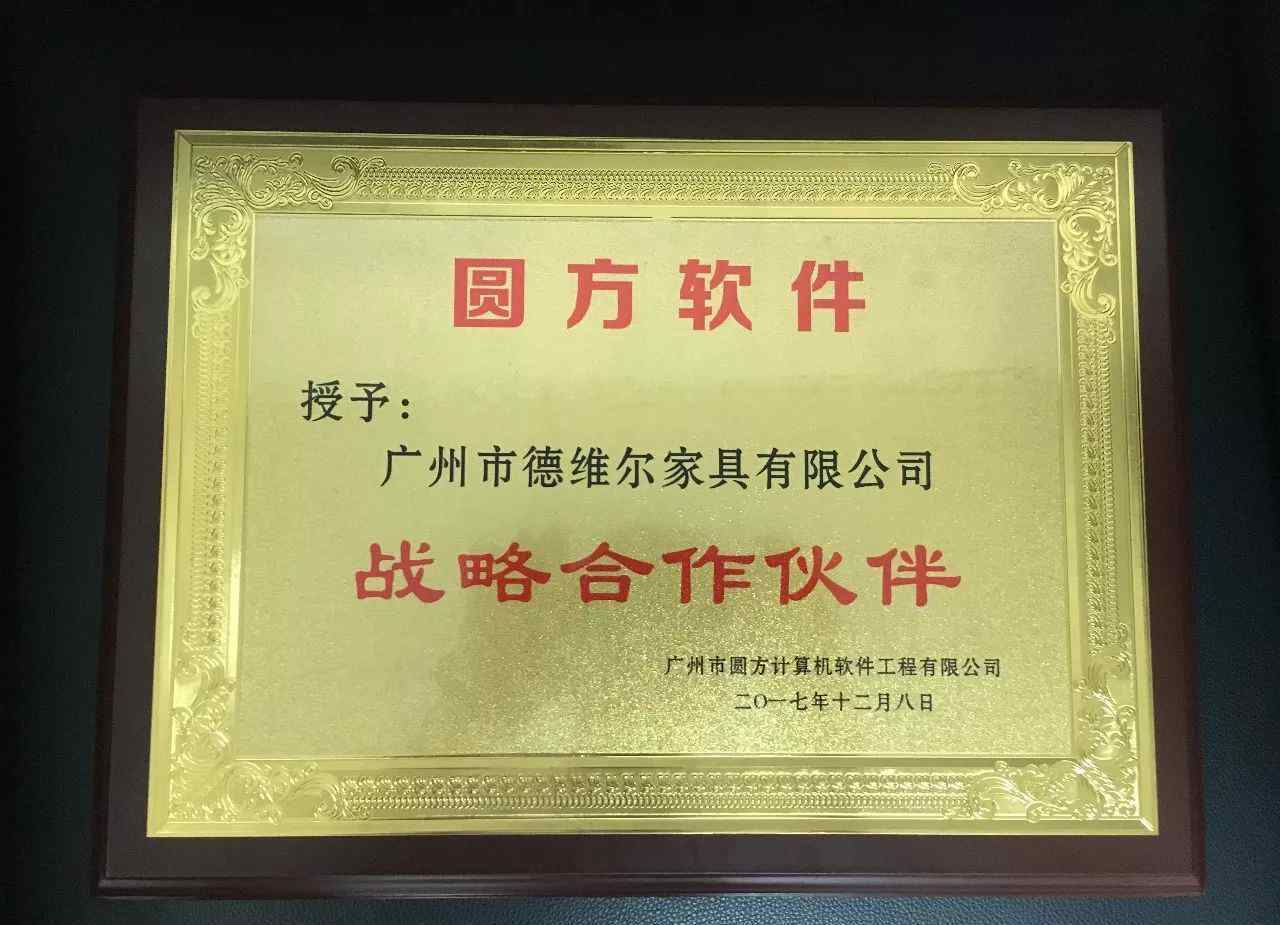 圆方软件
授予：
广州市德维尔家具有限公司
战略合作伙伴
广州市圆方计算机软件工程有限公司
二〇一七年十二月八日